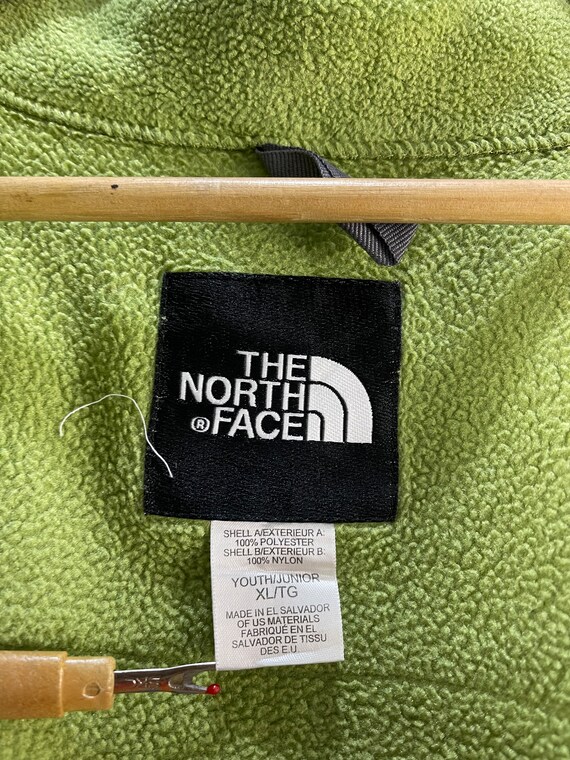 THE
NORTH
® FACE
SHELL A/EXTERIEUR A:
100% POLYESTER
SHELL B/EXTERIEUR B:
100% NYLON
YOUTH/JUNIOR
XL/TG
MADE IN EL SALVADOR
OF US MATERIALS
FABRIQUÉ EN EL
SALVADOR DE TISSU
DES E.U.